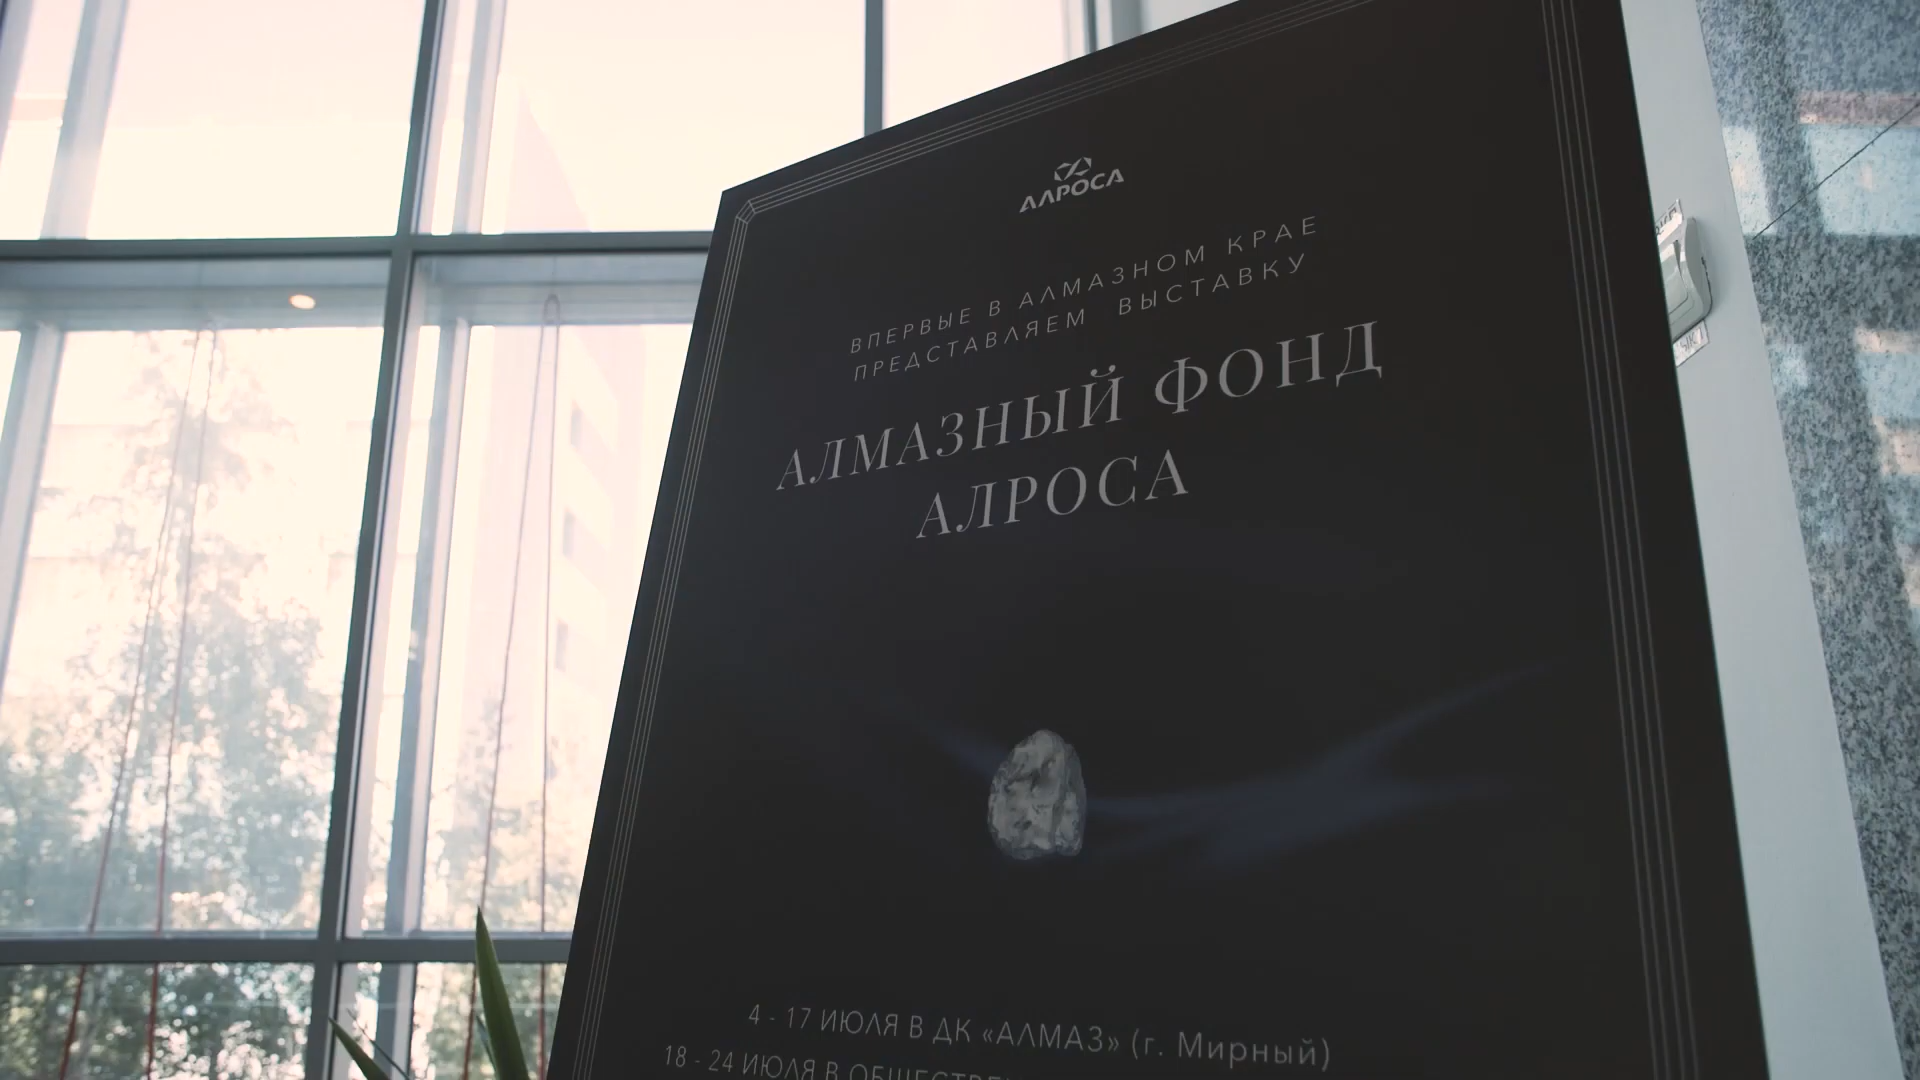 АЛРОСА
ВПЕРВЫЕ В АЛМАЗНОМ КРАЕ
ПРЕДСТАВЛЯЕМ ВЫСТАВКУ
АЛМАЗНЫЙ ФОНД
АЛРОСА
4 - 17 ИЮЛЯ В ДК «АЛМАЗ» (г. Мирный)
18 - 24 ИЮЛЯ В